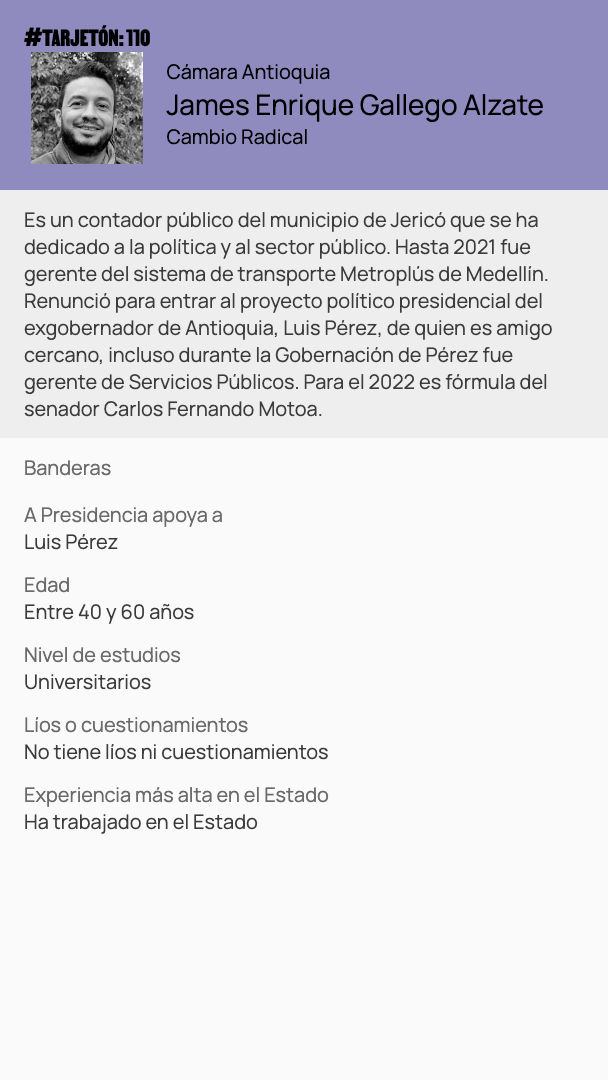 #TARJETÓN: 110
Cámara Antioquia
James Enrique Gallego Alzate
Cambio Radical
Es un contador público del municipio de Jericó que se ha
dedicado a la política y al sector público. Hasta 2021 fue
gerente del sistema de transporte Metroplús de Medellín.
Renunció para entrar al proyecto político presidencial del
exgobernador de Antioquia, Luis Pérez, de quien es amigo
cercano, incluso durante la Gobernación de Pérez fue
gerente de Servicios Públicos. Para el 2022 es fórmula del
senador Carlos Fernando Motoa.
Banderas
A Presidencia apoya a
Luis Pérez
Edad
Entre 40 y 60 años
Nivel de estudios
Universitarios
Líos o cuestionamientos
No tiene líos ni cuestionamientos
Experiencia más alta en el Estado
Ha trabajado en el Estado